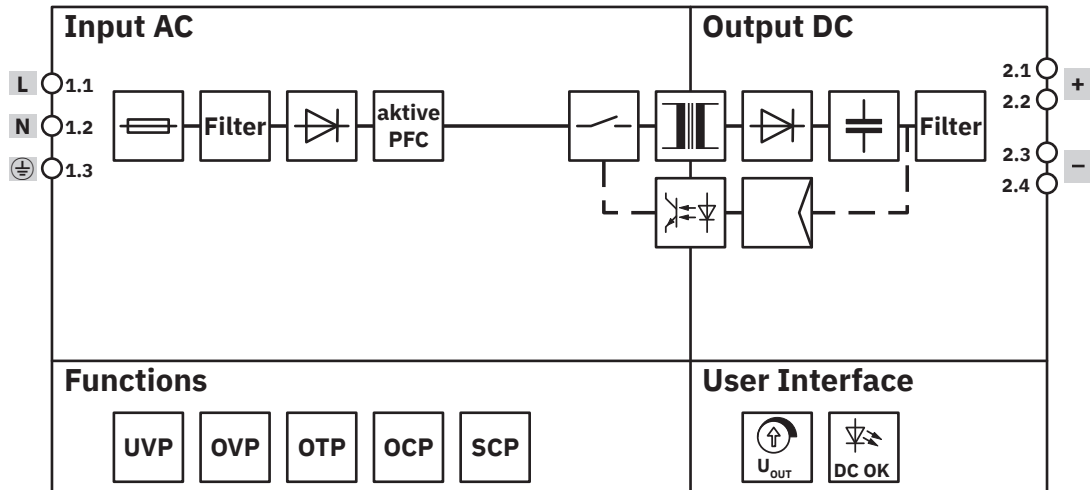 Input AC
Output DC
L
1.1
N
1.2
1.3
Filter
aktive
PFC
Filter
2.1
+
2.2
2.3
−
2.4
Functions
User Interface
UVP
OVP
OTP
OCP
SCP
UOUT
DC OK